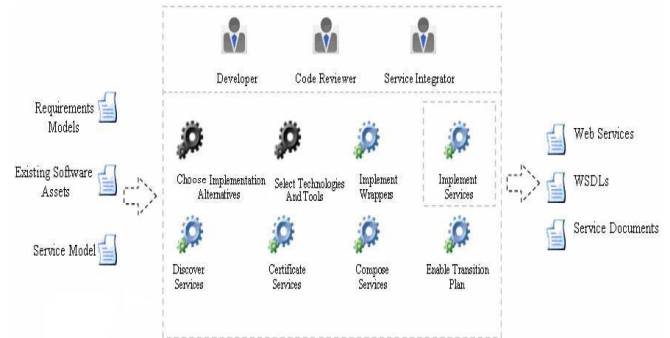 Developer
Code Reviewer
Service Integrator
Requirements
Models
Existing Software
Assets
Service Model
Choose Implementation
Alternatives
Select Technologies
And Tools
Implement
Wrappers
Implement
Services
Discover
Services
Certificate
Services
Compose
Services
Enable Transition
Plan
Web Services
WSDLs
Service Documents